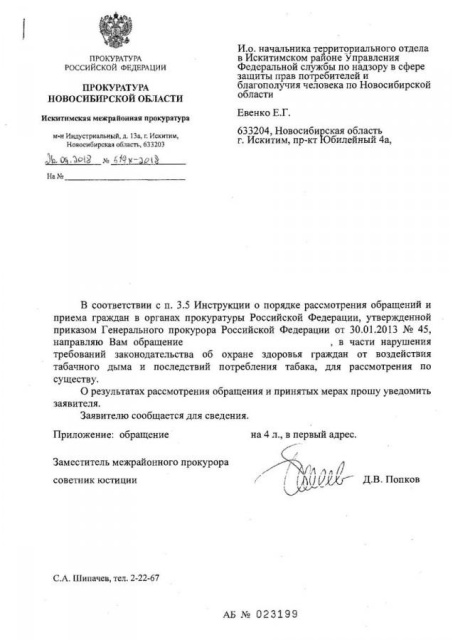 ПРОКУРАТУРА
РОССИЙСКОЙ ФЕДЕРАЦИИ
ПРОКУРАТУРА
НОВОСИБИРСКОЙ ОБЛАСТИ
Искитимская межрайонная прокуратура
м-н Индустриальный, д. 13а, г. Искитим,
Новосибирская область, 633203
26.04.2018 № 419ж-2018
На №
И.о. начальника территориального отдела
в Искитимском районе Управления
Федеральной службы по надзору в сфере
защиты прав потребителей и
благополучия человека по Новосибирской
области
Евенко Е.Г.
633204, Новосибирская область
г. Искитим, пр-кт Юбилейный 4а,
В соответствии с п. 3.5 Инструкции о порядке рассмотрения обращений и
приема граждан в органах прокуратуры Российской Федерации, утвержденной
приказом Генерального прокурора Российской Федерации от 30.01.2013 № 45,
направляю Вам обращение , в части нарушения
требований законодательства об охране здоровья граждан от воздействия
табачного дыма и последствий потребления табака, для рассмотрения по
существу.
О результатах рассмотрения обращения и принятых мерах прошу уведомить
заявителя.
Заявителю сообщается для сведения.
Приложение: обращение на 4 л., в первый адрес.
Заместитель межрайонного прокурора
советник юстиции Д.В. Попков
С.А. Шипачев, тел. 2-22-67
АБ № 023199